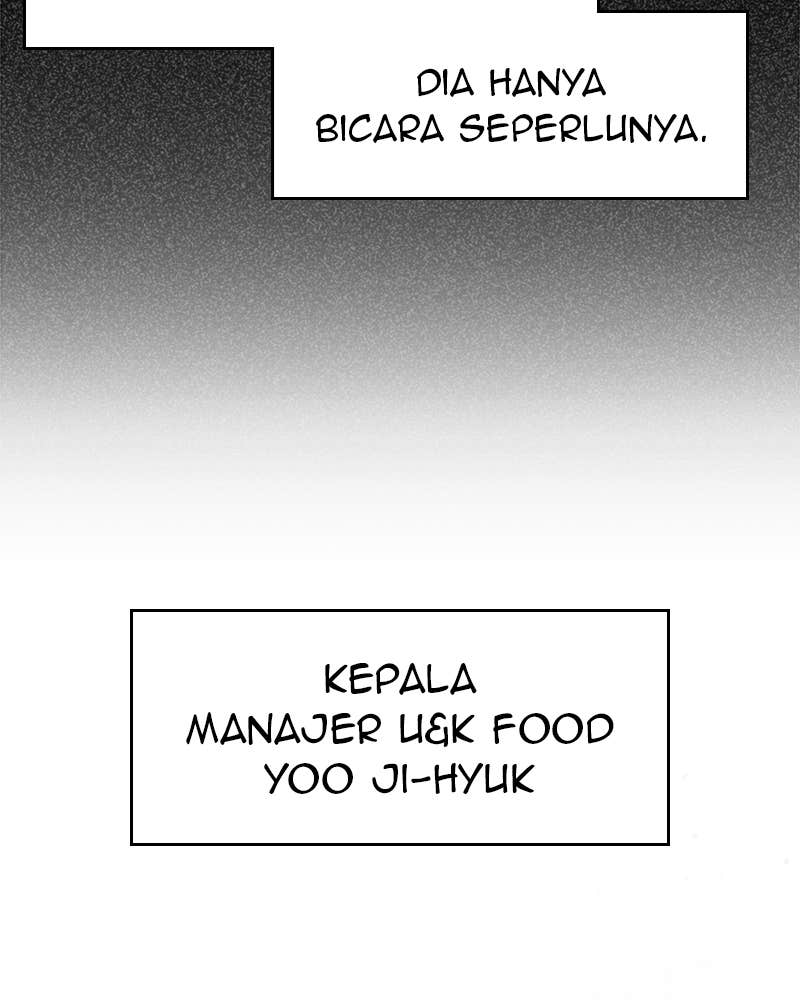 DIA HANYA
BICARA SEPERLUNYA.
KEPALA
MANAJER U&K FOOD
YOO JI-HYUK